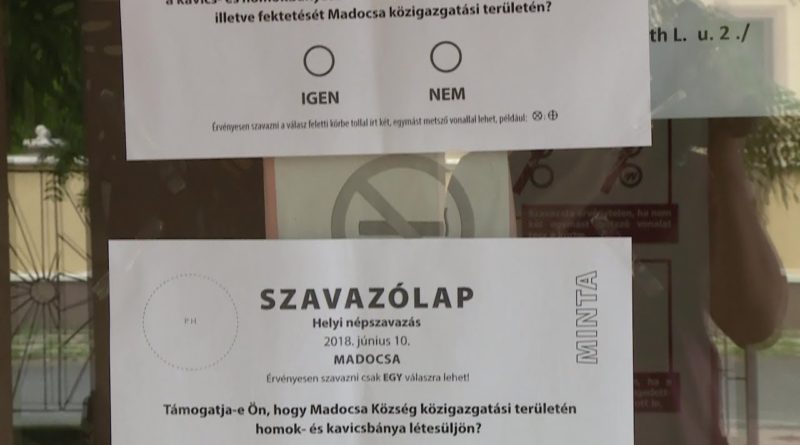 illetve fektetését Madocsa közigazgatási területén?
IGEN
NEM
Érvényesen szavazni a válasz feletti körbe tollal írt két, egymást metsző vonallal lehet, például:
th L. u. 2 ./
P.H.
SZAVAZÓLAP
Helyi népszavazás
2018. június 10.
MADOCSA
Érvényesen szavazni csak EGY válaszra lehet!
MINTA
Támogatja-e Ön, hogy Madocsa Község közigazgatási területén
homok- és kavicsbánya létesüljön?